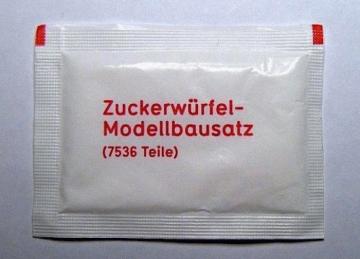 Zuckerwürfel-
Modellbausatz
(7536 Teile)